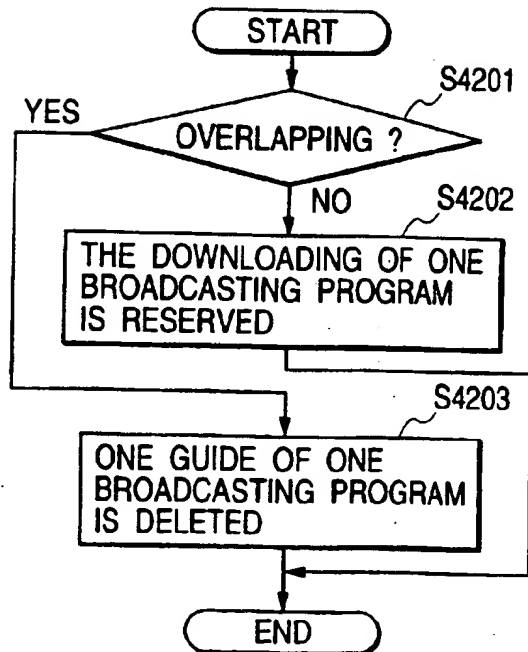 START
S4201
YES
OVERLAPPING ?
NO
S4202
THE DOWNLOADING OF ONE
BROADCASTING PROGRAM
IS RESERVED
S4203
ONE GUIDE OF ONE
BROADCASTING PROGRAM
IS DELETED
END